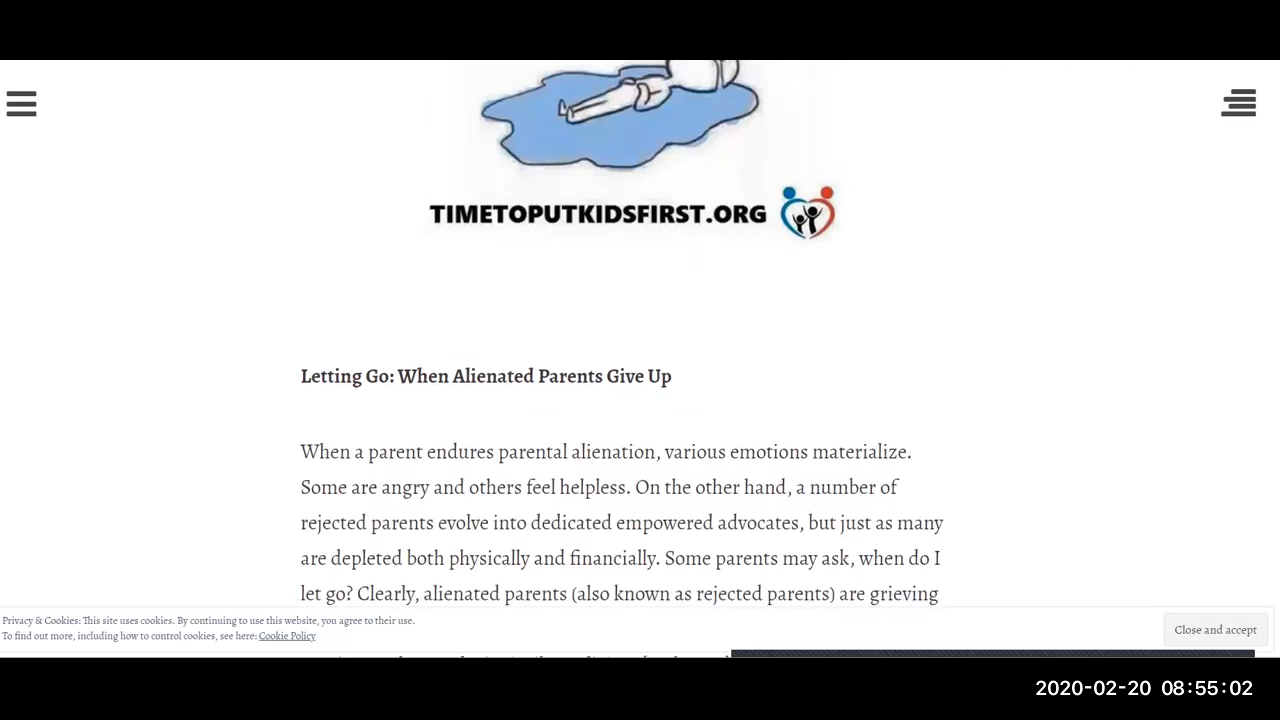 TIMETOPUTKIDSFIRST.ORG
Letting Go: When Alienated Parents Give Up
When a parent endures parental alienation, various emotions materialize.
Some are angry and others feel helpless. On the other hand, a number of
rejected parents evolve into dedicated empowered advocates, but just as many
are depleted both physically and financially. Some parents may ask, when do I
let go? Clearly, alienated parents (also known as rejected parents) are grieving
Privacy & Cookies: This site uses cookies. By continuing to use this website, you agree to their use.
To find out more, including how to control cookies, see here: Cookie Policy
Close and accept
2020-02-20 08:55:02